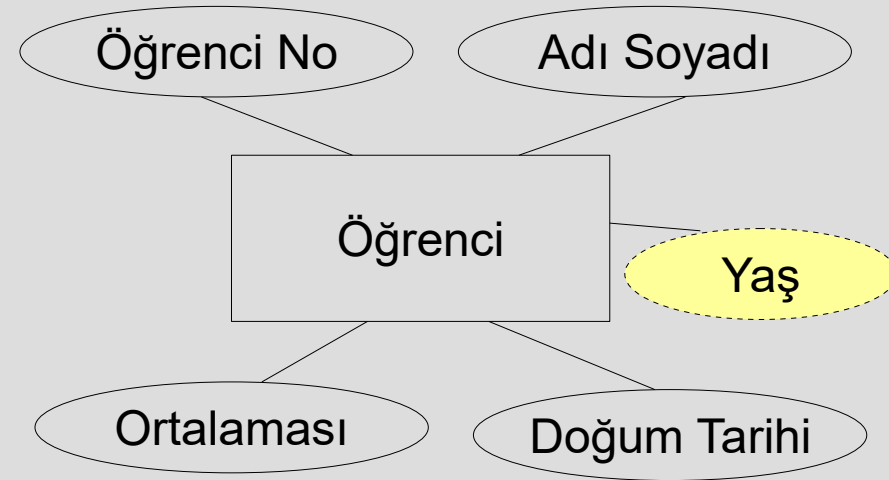 Öğrenci No
Adı Soyadı
Öğrenci
Yaş
Ortalaması
Doğum Tarihi